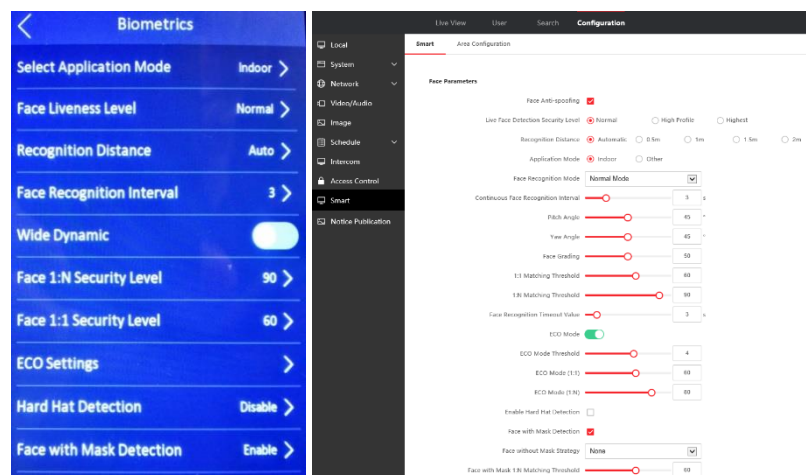 Biometrics
Select Application Mode Indoor
Face Liveness Level Normal
Recognition Distance Auto
Face Recognition Interval 3
Wide Dynamic
Face 1:N Security Level 90
Face 1:1 Security Level 60
ECO Settings
Hard Hat Detection Disable
Face with Mask Detection Enable
Live View User Search Configuration
Local
System
Network
Video/Audio
Image
Schedule
Intercom
Access Control
Smart
Notice Publication
Smart Area Configuration
Face Parameters
Face Anti-spoofing
Live Face Detection Security Level Normal High Profile Highest
Recognition Distance Automatic 0.5m 1m 1.5m 2m
Application Mode Indoor Other
Face Recognition Mode Normal Mode
Continuous Face Recognition Interval 3 s
Pitch Angle 45 °
Yaw Angle 45 °
Face Grading 50
1:1 Matching Threshold 60
1:N Matching Threshold 90
Face Recognition Timeout Value 3 s
ECO Mode
ECO Mode Threshold 4
ECO Mode (1:1) 60
ECO Mode (1:N) 80
Enable Hard Hat Detection
Face with Mask Detection
Face without Mask Strategy None
Face with Mask 1:N Matching Threshold